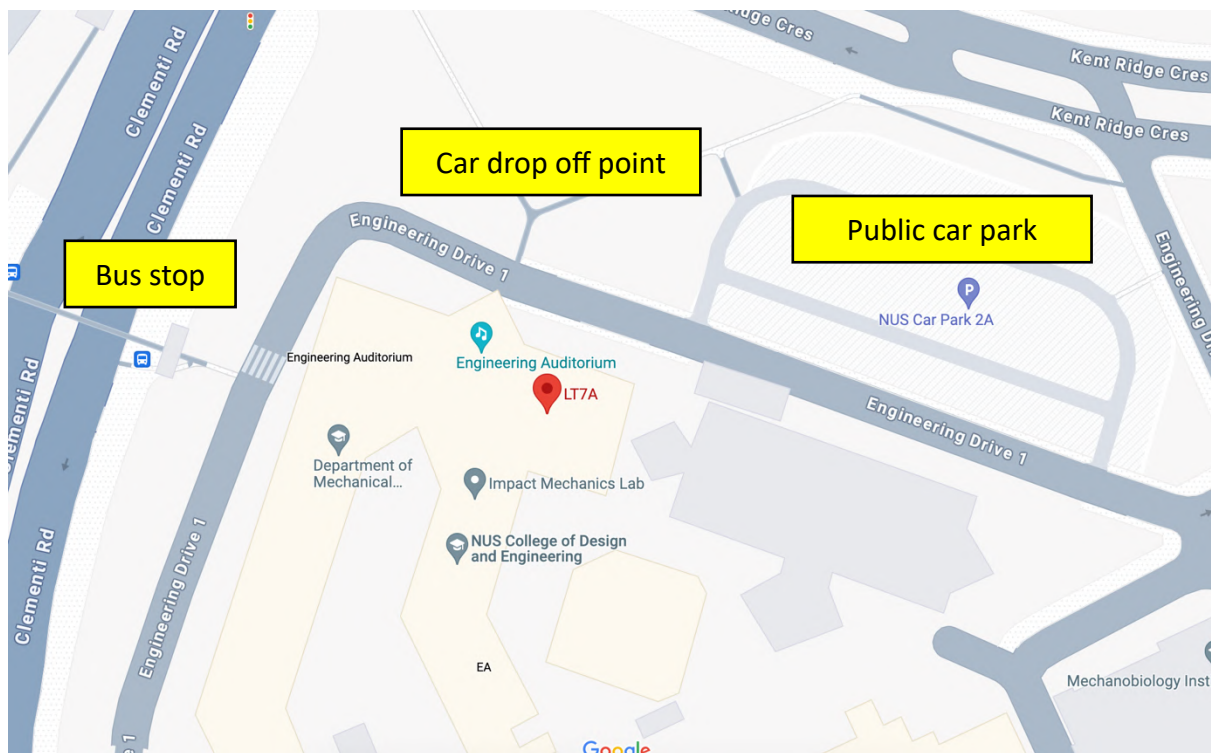 Clementi Rd
Clementi Rd
Kent Ridge Cres
Kent Ridge Cres
Car drop off point
Clementi Rd
Engineering Drive 1
Public car park
Bus stop
P
NUS Car Park 2A
Engineering Auditorium
Engineering Auditorium
LT7A
Clementi Rd
Engineering Drive 1
Department of
Mechanical...
Impact Mechanics Lab
NUS College of Design
and Engineering
Clementi Rd
Engineering Drive 1
EA
Mechanobiology Inst
Google